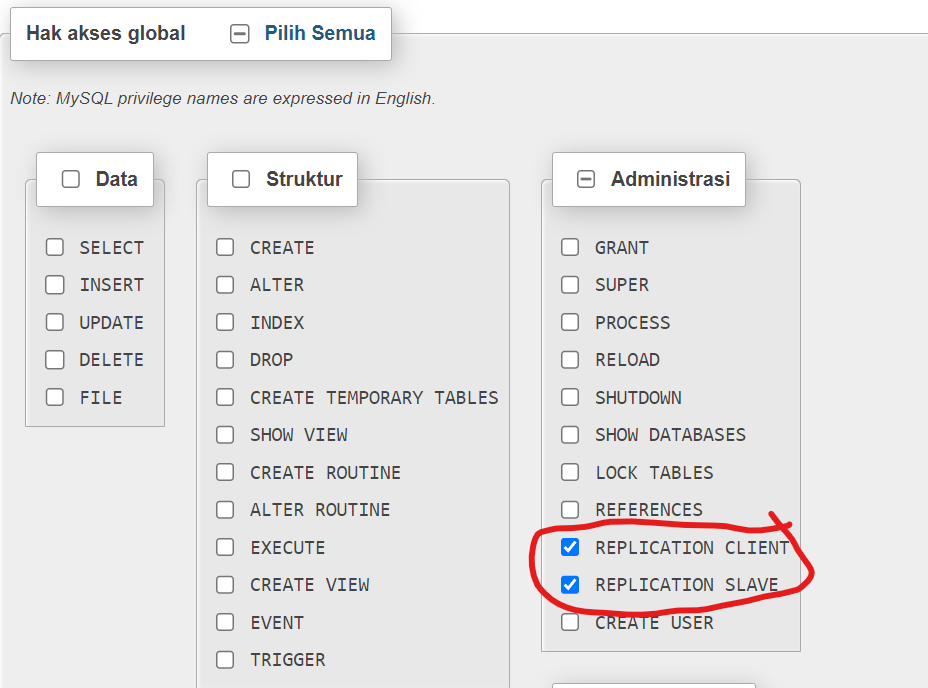 Hak akses global Pilih Semua
Note: MySQL privilege names are expressed in English.
Data
SELECT
INSERT
UPDATE
DELETE
FILE
Struktur
CREATE
ALTER
INDEX
DROP
CREATE TEMPORARY TABLES
SHOW VIEW
CREATE ROUTINE
ALTER ROUTINE
EXECUTE
CREATE VIEW
EVENT
TRIGGER
Administrasi
GRANT
SUPER
PROCESS
RELOAD
SHUTDOWN
SHOW DATABASES
LOCK TABLES
REFERENCES
REPLICATION CLIENT
REPLICATION SLAVE
CREATE USER